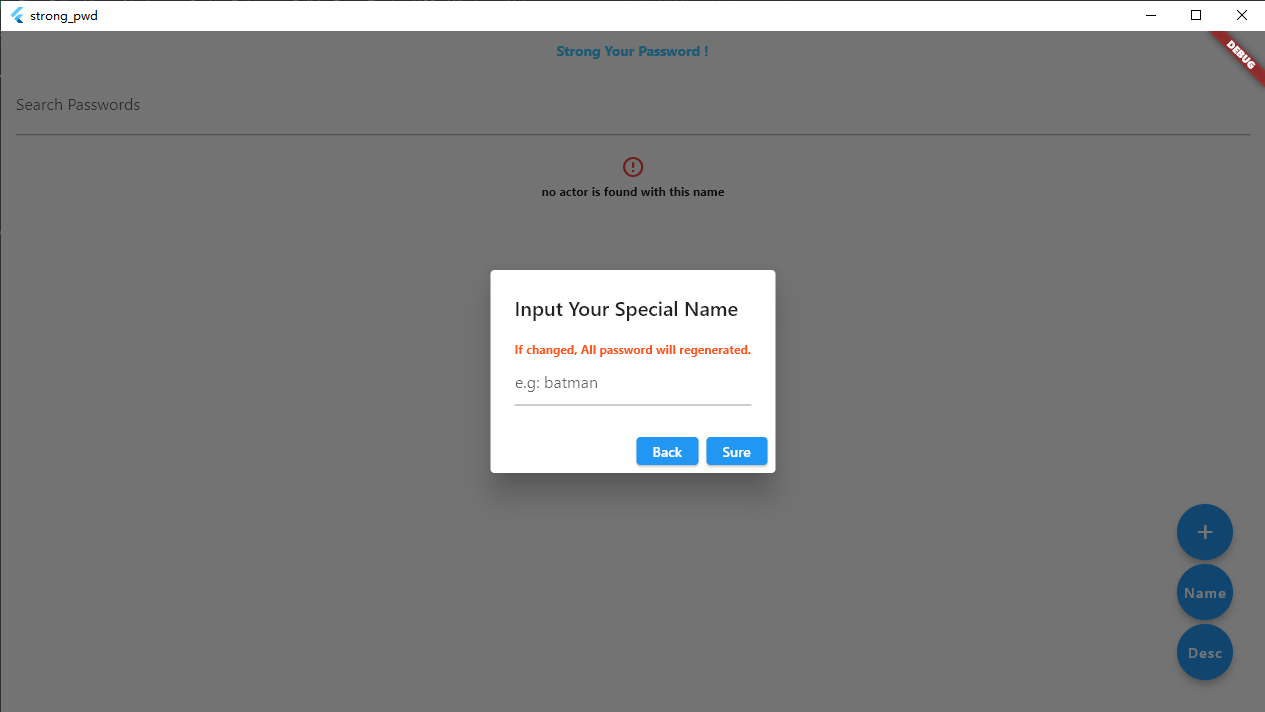 strong_pwd
Strong Your Password !
DEBUG
Search Passwords
no actor is found with this name
Input Your Special Name
If changed, All password will regenerated.
e.g: batman
Back Sure
+
Name
Desc